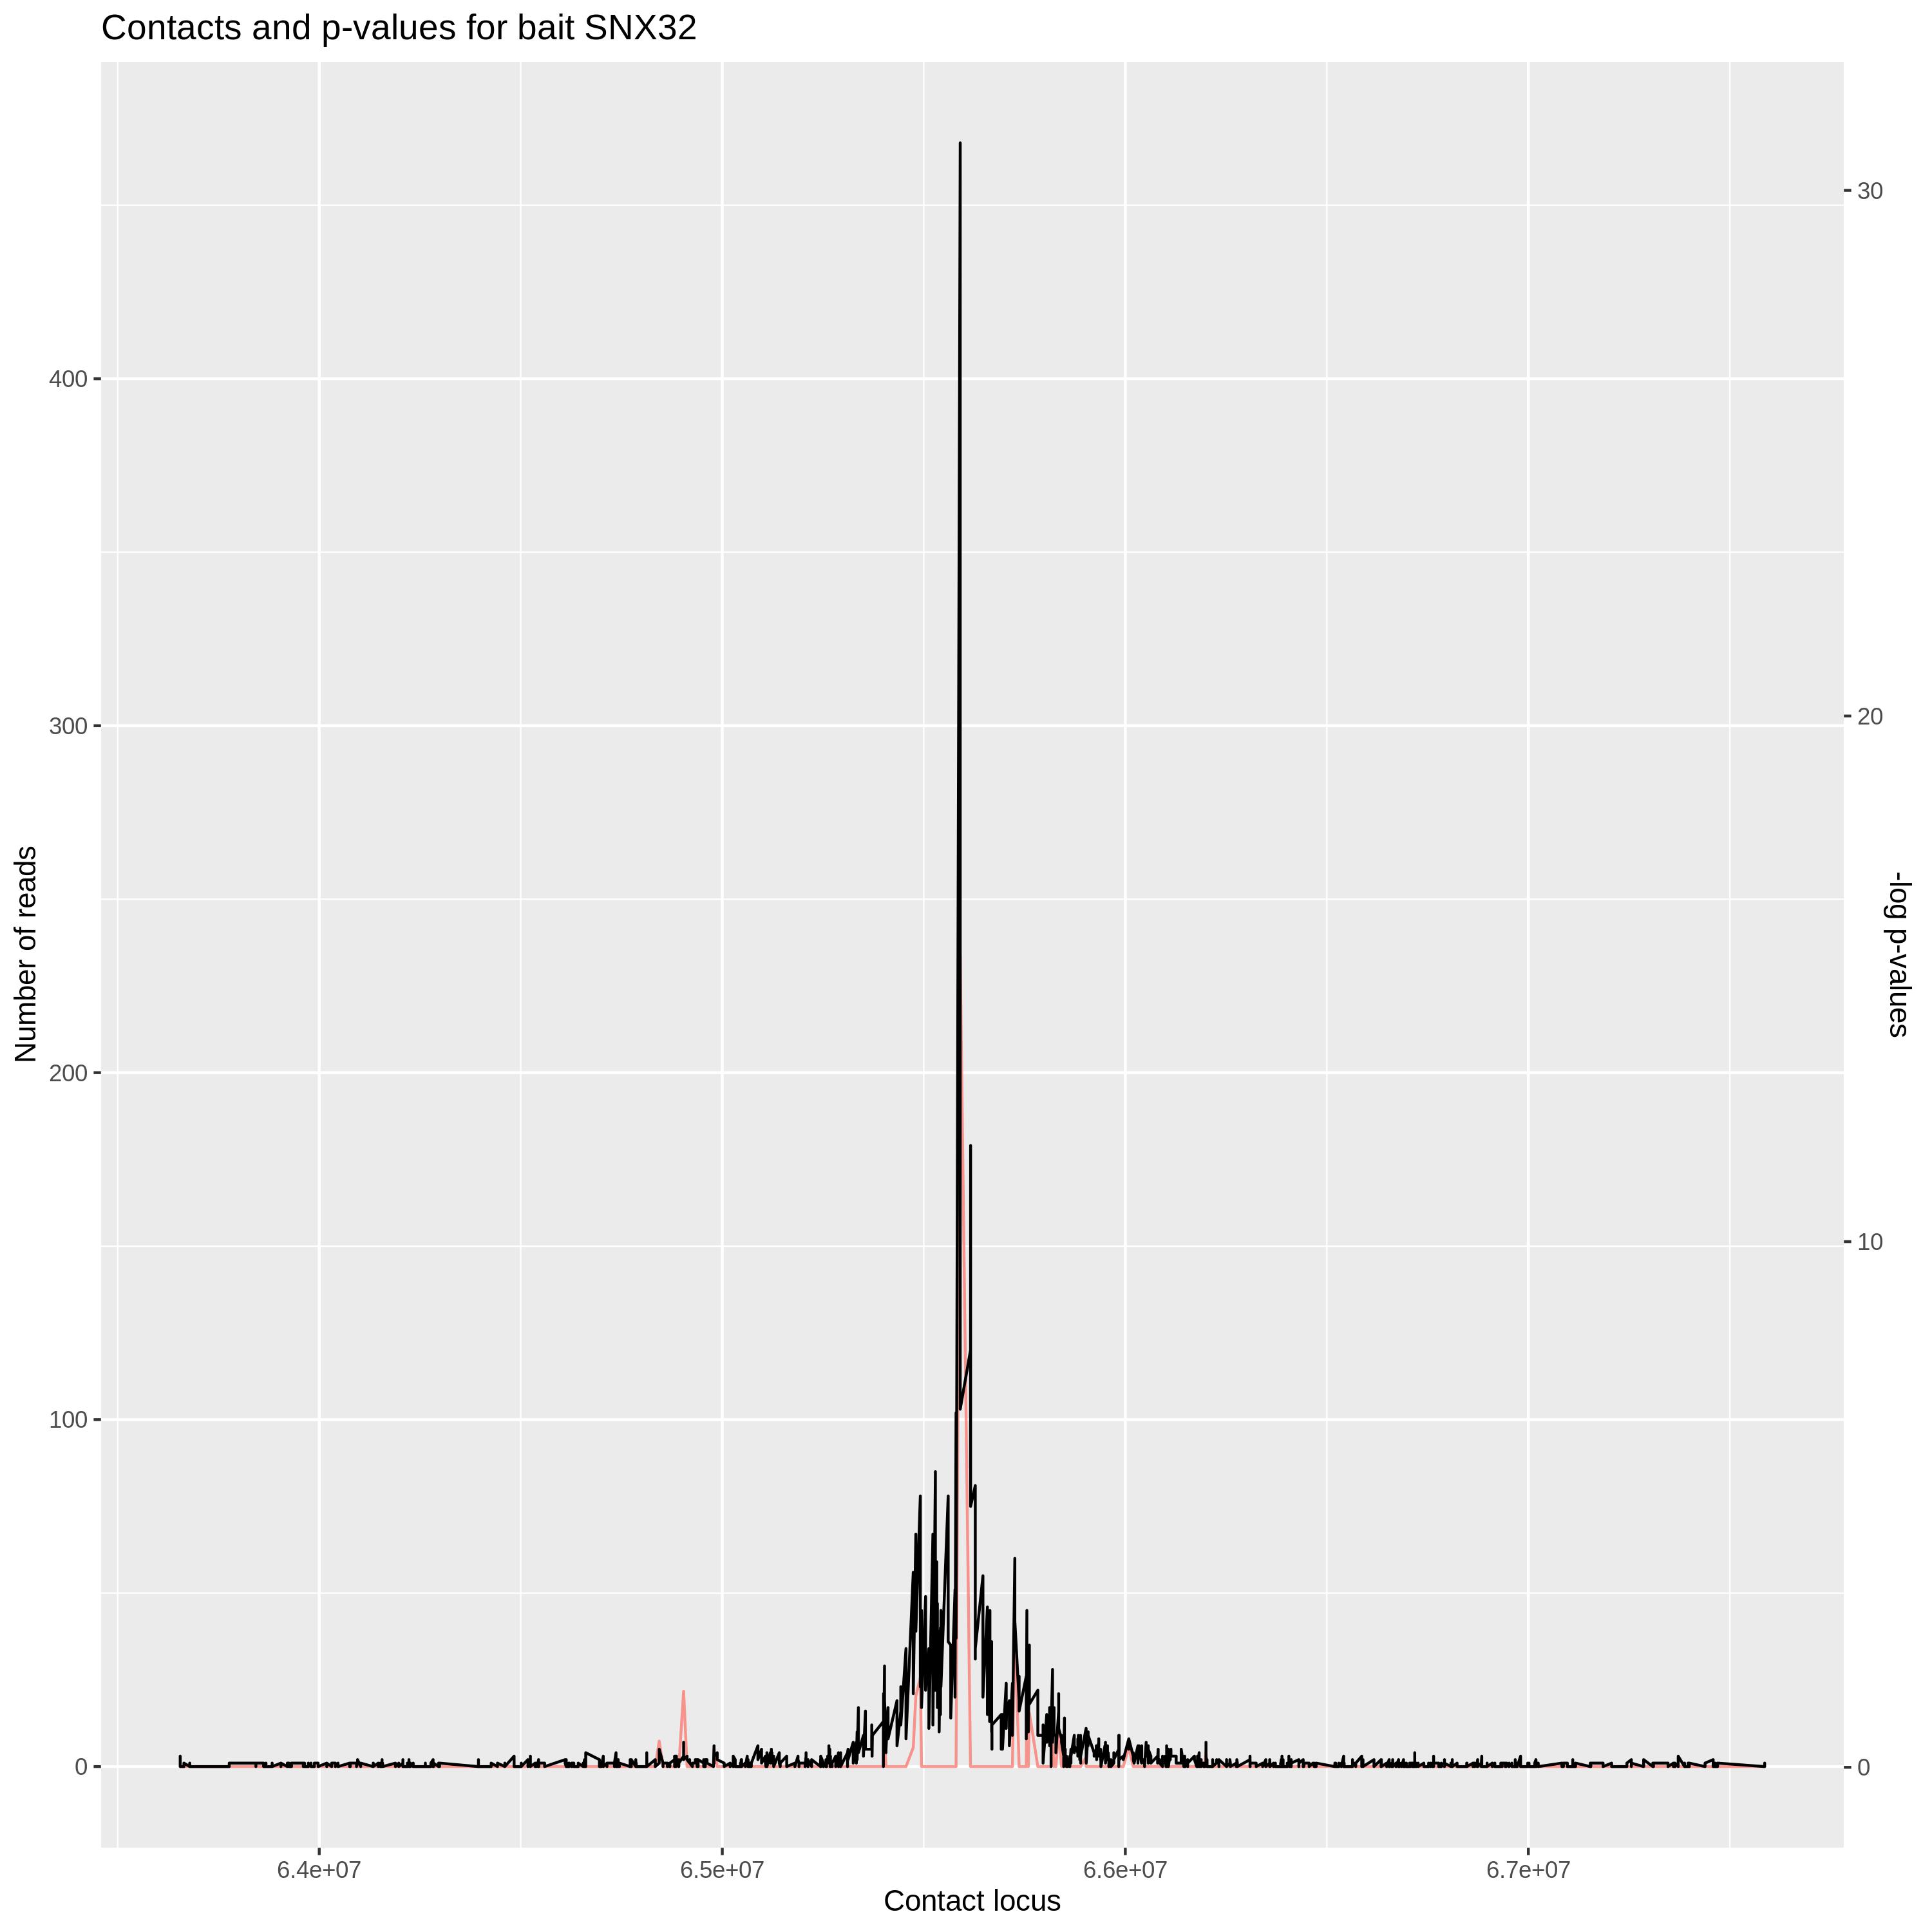 Contacts and p-values for bait SNX32
400
300
200
100
0
Number of reads
30
20
10
0
-log p-values
6.4e+07
6.5e+07
6.6e+07
6.7e+07
Contact locus